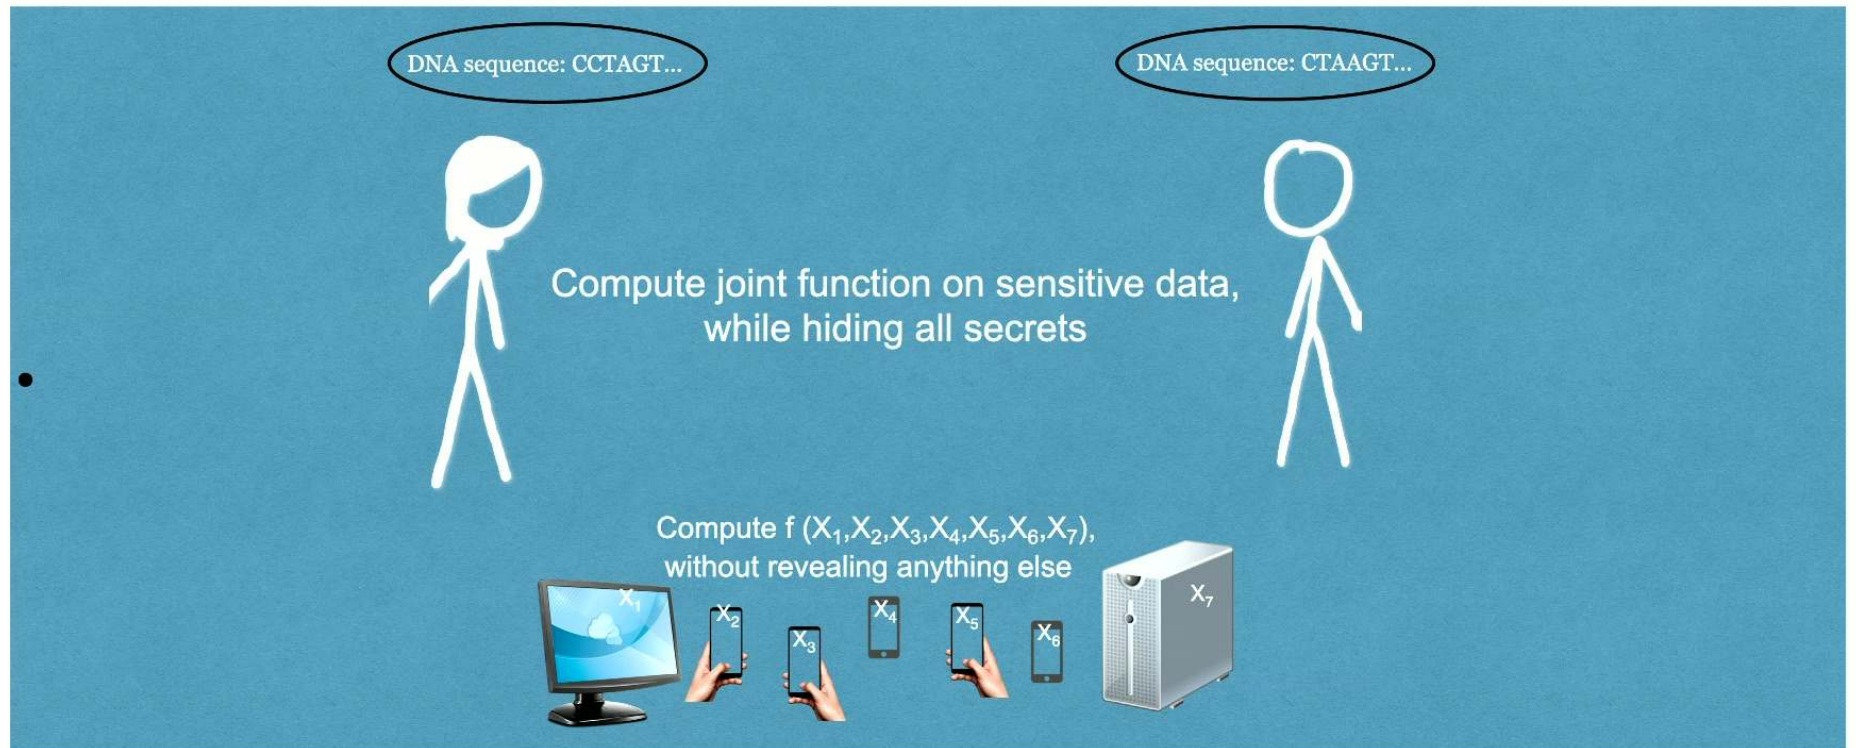 DNA sequence: CCTAGT...
DNA sequence: CTAAGT...
Compute joint function on sensitive data,
while hiding all secrets
Compute f (X₁,X₂,X₃,X₄,X₅,X₆,X₇),
without revealing anything else
X₁
X₂
X₃
X₄
X₅
X₆
X₇